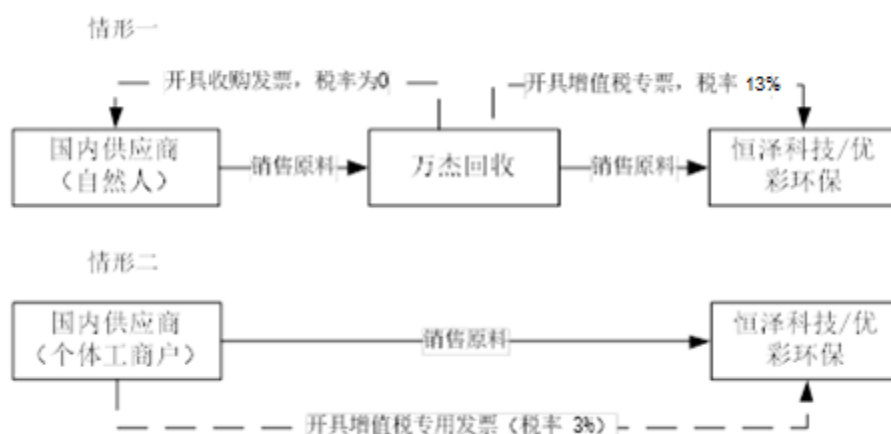 情形一
开具收购发票，税率为0
开具增值税专票，税率 13%
国内供应商
（自然人）
销售原料
万杰回收
销售原料
恒泽科技/优
彩环保
情形二
国内供应商
（个体工商户）
销售原料
恒泽科技/优
彩环保
开具增值税专用发票（税率 3%）